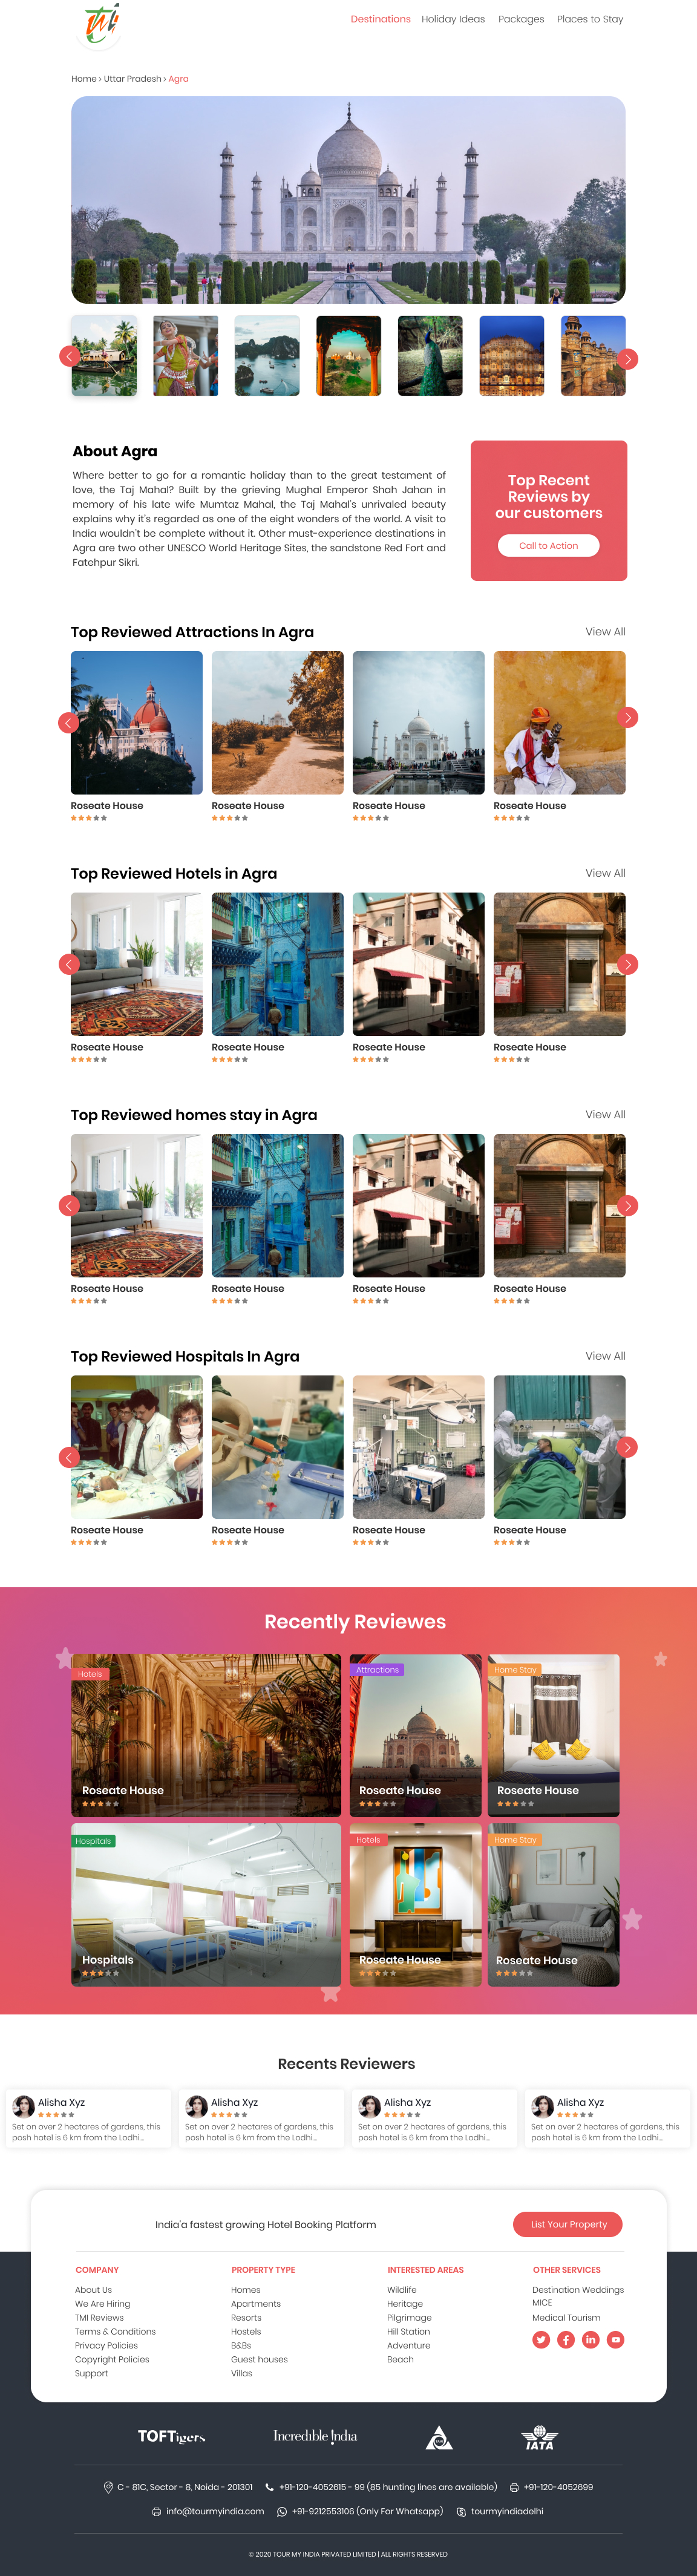 Destinations Holiday Ideas Packages Places to Stay
Home › Uttar Pradesh › Agra
About Agra
Where better to go for a romantic holiday than to the great testament of
love, the Taj Mahal? Built by the grieving Mughal Emperor Shah Jahan in
memory of his late wife Mumtaz Mahal, the Taj Mahal's unrivaled beauty
explains why it's regarded as one of the eight wonders of the world. A visit to
India wouldn't be complete without it. Other must-experience destinations in
Agra are two other UNESCO World Heritage Sites, the sandstone Red Fort and
Fatehpur Sikri.
Top Recent
Reviews by
our customers
Call to Action
Top Reviewed Attractions In Agra View All
Roseate House Roseate House Roseate House Roseate House
Top Reviewed Hotels in Agra View All
Roseate House Roseate House Roseate House Roseate House
Top Reviewed homes stay in Agra View All
Roseate House Roseate House Roseate House Roseate House
Top Reviewed Hospitals In Agra View All
Roseate House Roseate House Roseate House Roseate House
Recently Reviewes
Hotels Attractions Home Stay
Roseate House Roseate House Roseate House
Hospitals Hotels Home Stay
Hospitals Roseate House Roseate House
Recents Reviewers
Alisha Xyz
Set on over 2 hectares of gardens, this
posh hotel is 6 km from the Lodhi...
Alisha Xyz
Set on over 2 hectares of gardens, this
posh hotel is 6 km from the Lodhi...
Alisha Xyz
Set on over 2 hectares of gardens, this
posh hotel is 6 km from the Lodhi...
Alisha Xyz
Set on over 2 hectares of gardens, this
posh hotel is 6 km from the Lodhi...
India'a fastest growing Hotel Booking Platform List Your Property
COMPANY
About Us
We Are Hiring
TMI Reviews
Terms & Conditions
Privacy Policies
Copyright Policies
Support
PROPERTY TYPE
Homes
Apartments
Resorts
Hostels
B&Bs
Guest houses
Villas
INTERESTED AREAS
Wildlife
Heritage
Pilgrimage
Hill Station
Adventure
Beach
OTHER SERVICES
Destination Weddings
MICE
Medical Tourism
TOFTigers Incredible !ndia IATA
C - 81C, Sector - 8, Noida - 201301 +91-120-4052615 - 99 (85 hunting lines are available) +91-120-4052699
info@tourmyindia.com +91-9212553106 (Only For Whatsapp) tourmyindiadelhi
© 2020 TOUR MY INDIA PRIVATED LIMITED | ALL RIGHTS RESERVED